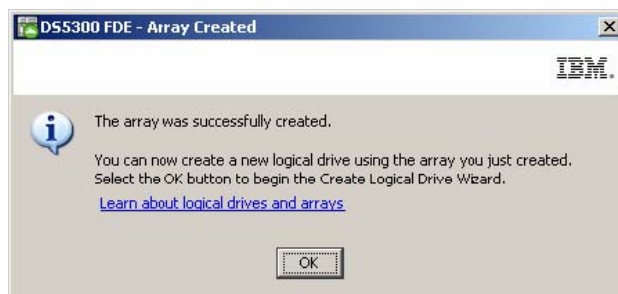 DS5300 FDE - Array Created
IBM.
The array was successfully created.
You can now create a new logical drive using the array you just created.
Select the OK button to begin the Create Logical Drive Wizard.
Learn about logical drives and arrays
OK